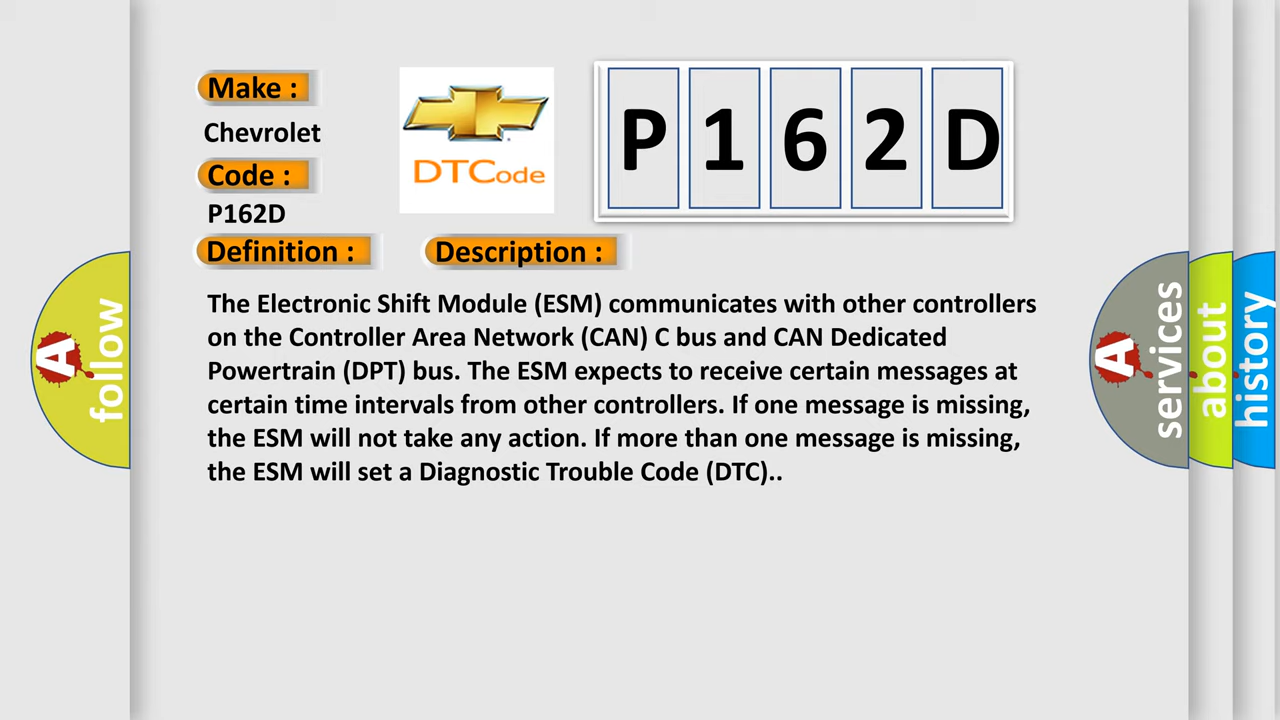 Make :
Chevrolet
Code :
P162D
DTCode
P162D
Definition :
Description :
The Electronic Shift Module (ESM) communicates with other controllers
on the Controller Area Network (CAN) C bus and CAN Dedicated
Powertrain (DPT) bus. The ESM expects to receive certain messages at
certain time intervals from other controllers. If one message is missing,
the ESM will not take any action. If more than one message is missing,
the ESM will set a Diagnostic Trouble Code (DTC)..
A follow
A services
about
history